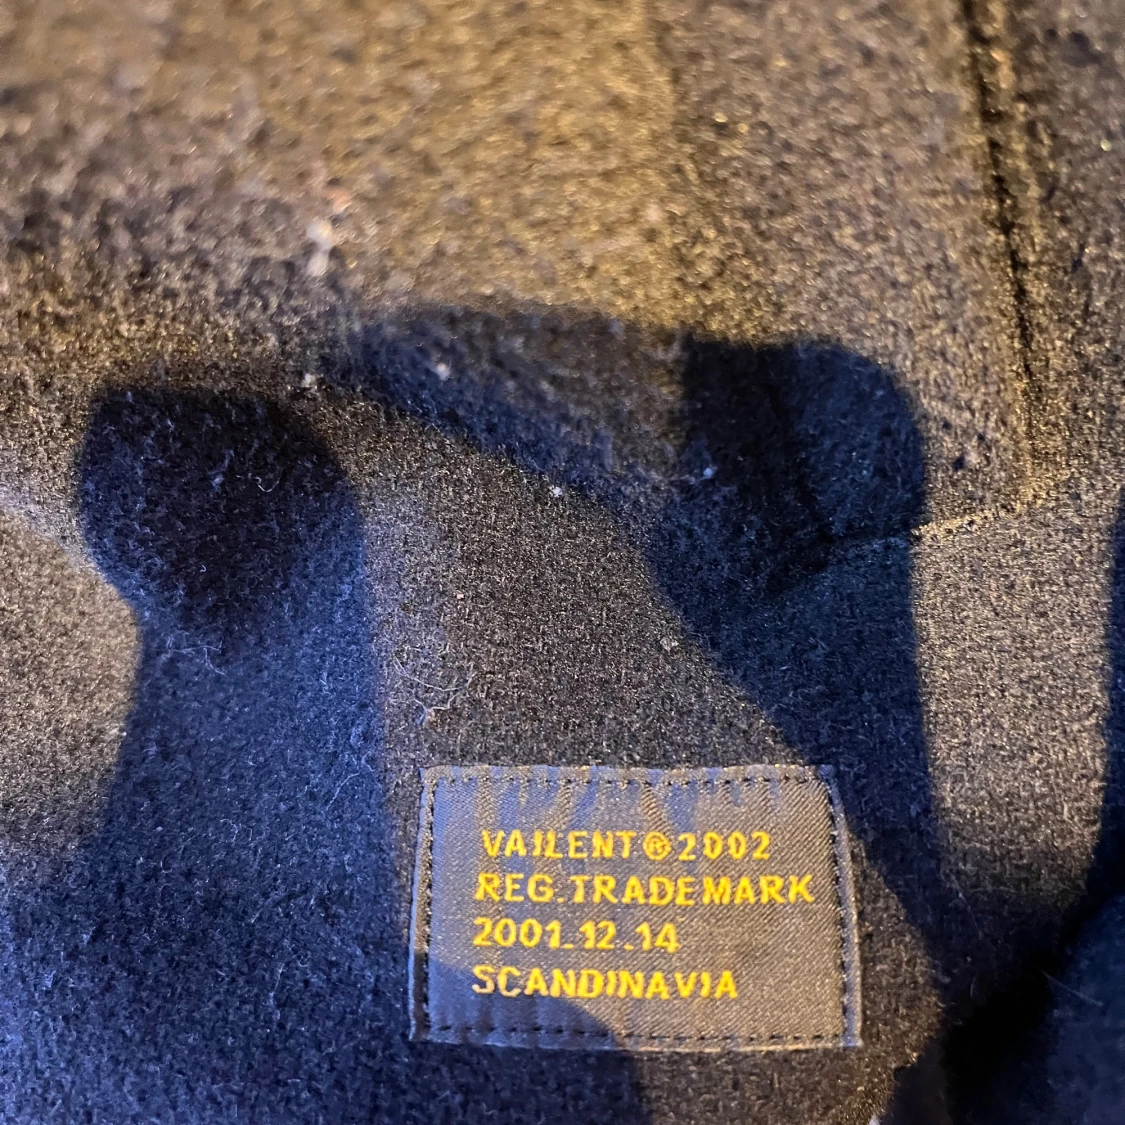 VAILENT®2002
REG.TRADEMARK
2001.12.14
SCANDINAVIA